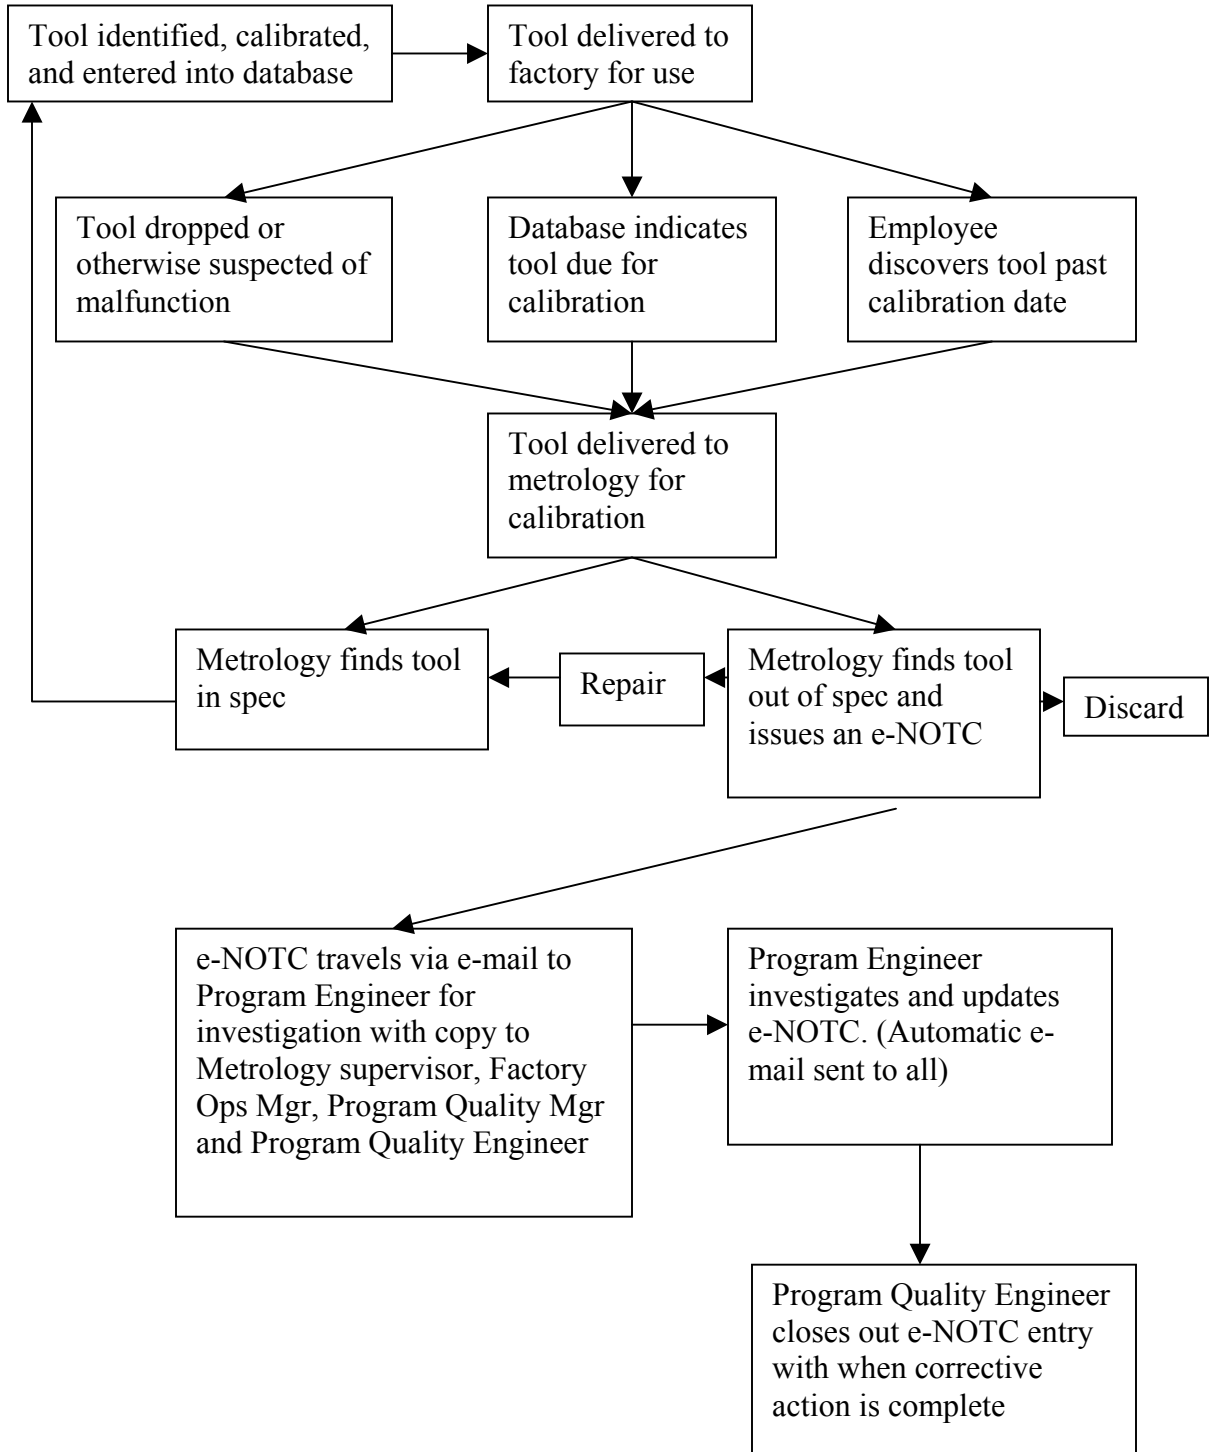 Tool identified, calibrated,
and entered into database
Tool delivered to
factory for use
Tool dropped or
otherwise suspected of
malfunction
Database indicates
tool due for
calibration
Employee
discovers tool past
calibration date
Tool delivered to
metrology for
calibration
Metrology finds tool
in spec
Repair
Metrology finds tool
out of spec and
issues an e-NOTC
Discard
e-NOTC travels via e-mail to
Program Engineer for
investigation with copy to
Metrology supervisor, Factory
Ops Mgr, Program Quality Mgr
and Program Quality Engineer
Program Engineer
investigates and updates
e-NOTC. (Automatic e-
mail sent to all)
Program Quality Engineer
closes out e-NOTC entry
with when corrective
action is complete